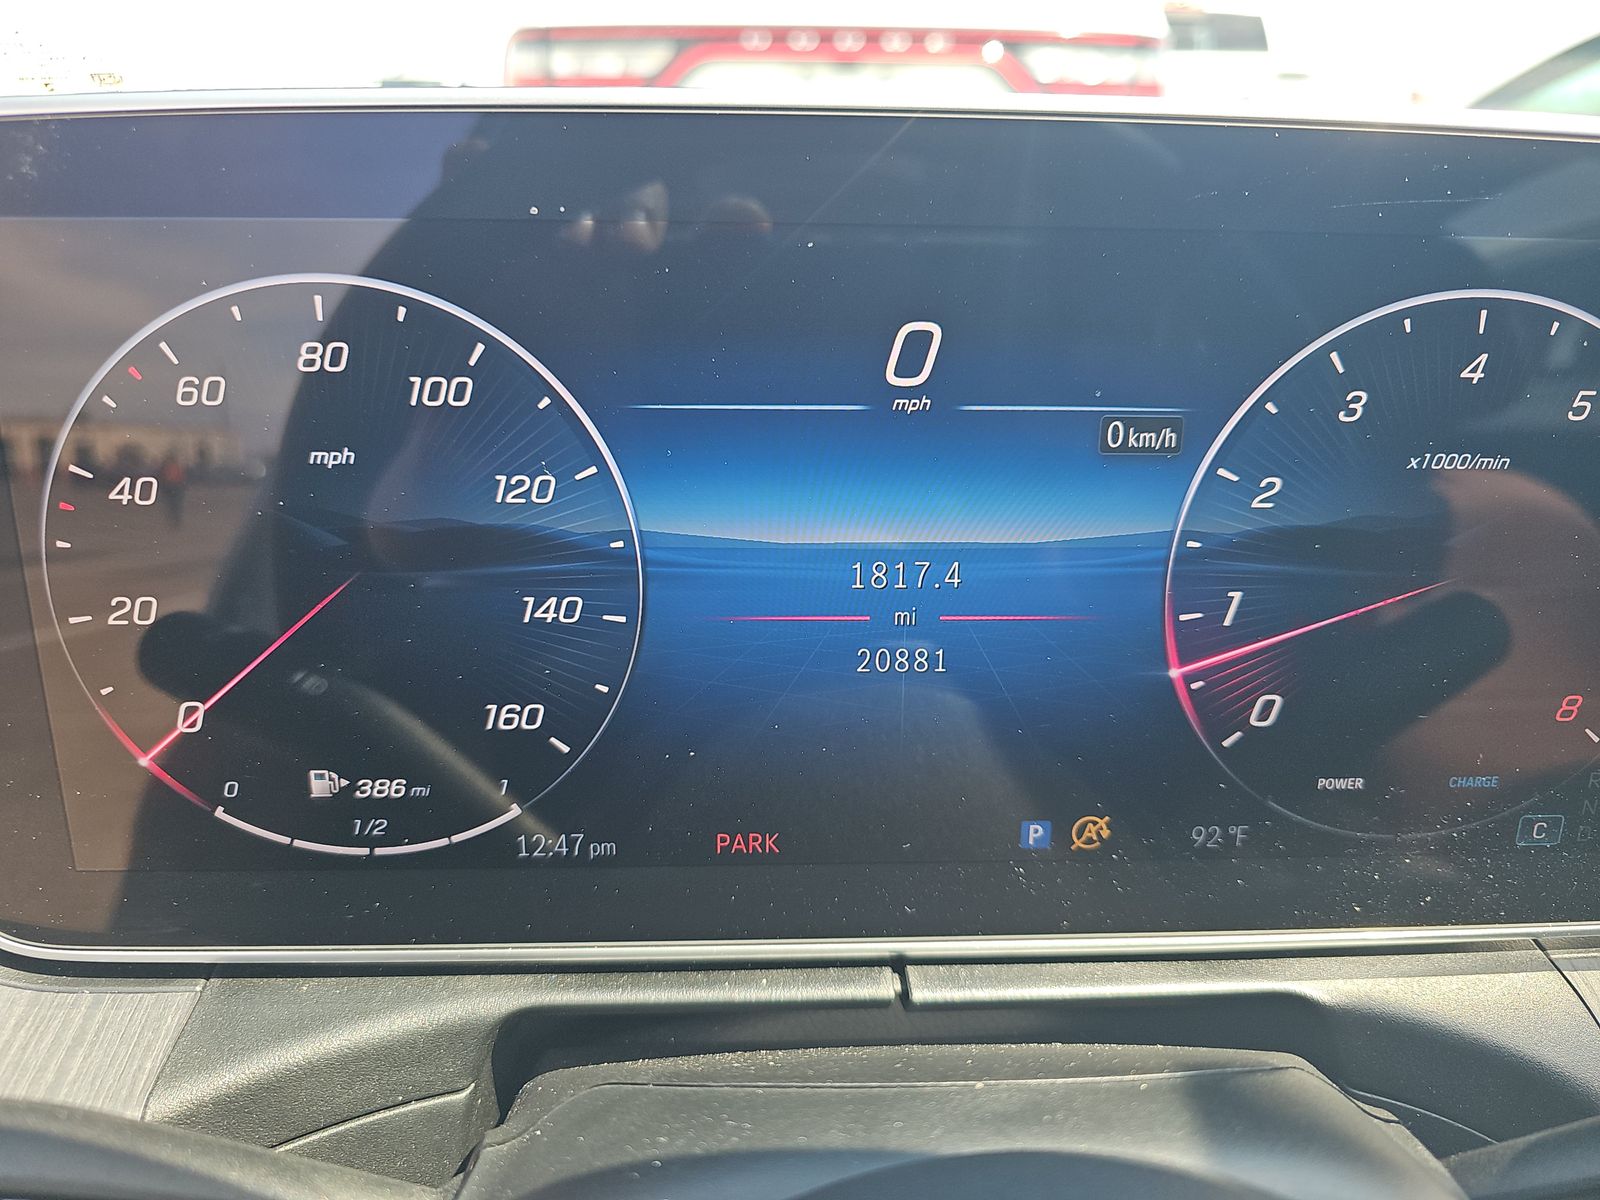 0
mph
0 km/h
80
60
100
mph
40
120
20
140
0
160
0
386 mi
1
1/2
12:47 pm
1817.4
mi
20881
PARK
P
A
92 °F
4
3
5
x1000/min
2
1
0
8
POWER
CHARGE
R
N
D
C